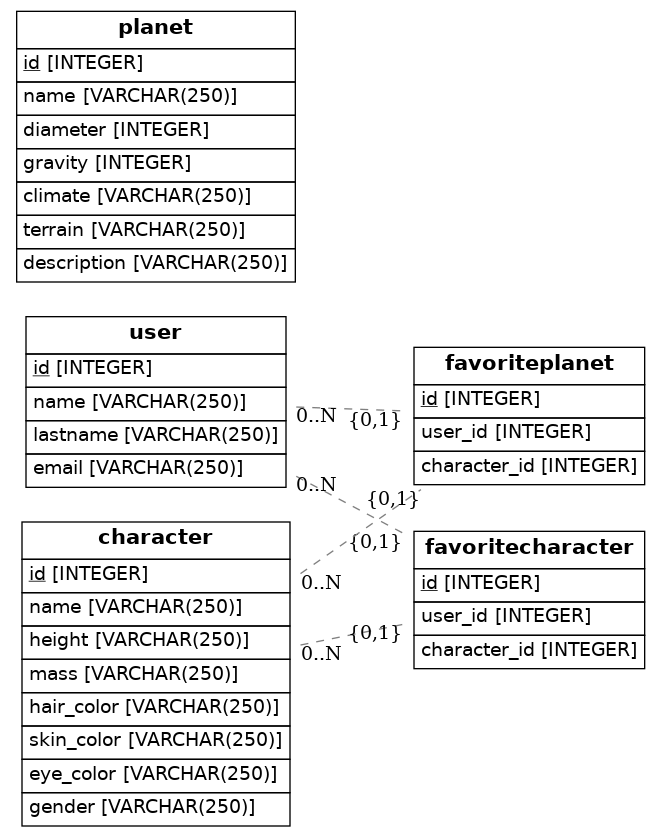 planet
id [INTEGER]
name [VARCHAR(250)]
diameter [INTEGER]
gravity [INTEGER]
climate [VARCHAR(250)]
terrain [VARCHAR(250)]
description [VARCHAR(250)]
user
id [INTEGER]
name [VARCHAR(250)]
lastname [VARCHAR(250)]
email [VARCHAR(250)]
0..N
{0,1}
0..N
{0,1}
favoriteplanet
id [INTEGER]
user_id [INTEGER]
character_id [INTEGER]
character
id [INTEGER]
name [VARCHAR(250)]
height [VARCHAR(250)]
mass [VARCHAR(250)]
hair_color [VARCHAR(250)]
skin_color [VARCHAR(250)]
eye_color [VARCHAR(250)]
gender [VARCHAR(250)]
{0,1}
0..N
{0,1}
0..N
favoritecharacter
id [INTEGER]
user_id [INTEGER]
character_id [INTEGER]